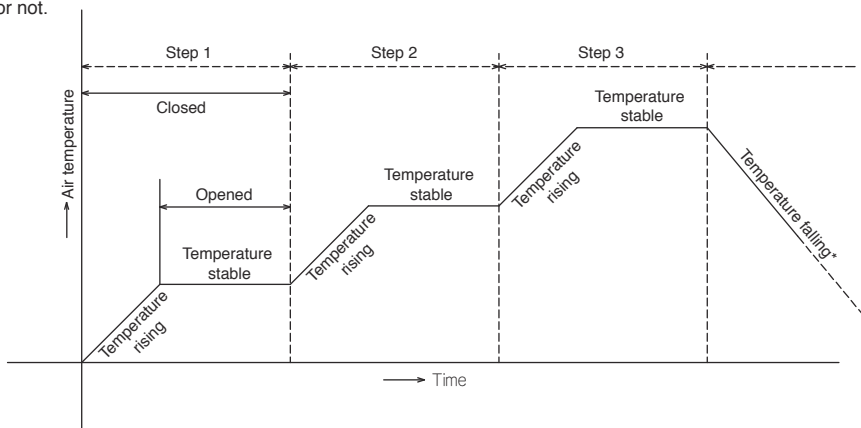 or not.
Step 1
Step 2
Step 3
Closed
Temperature
stable
Air temperature
Temperature
rising
Temperature
stable
Opened
Temperature falling*
Temperature
rising
Temperature
stable
Temperature
rising
Time